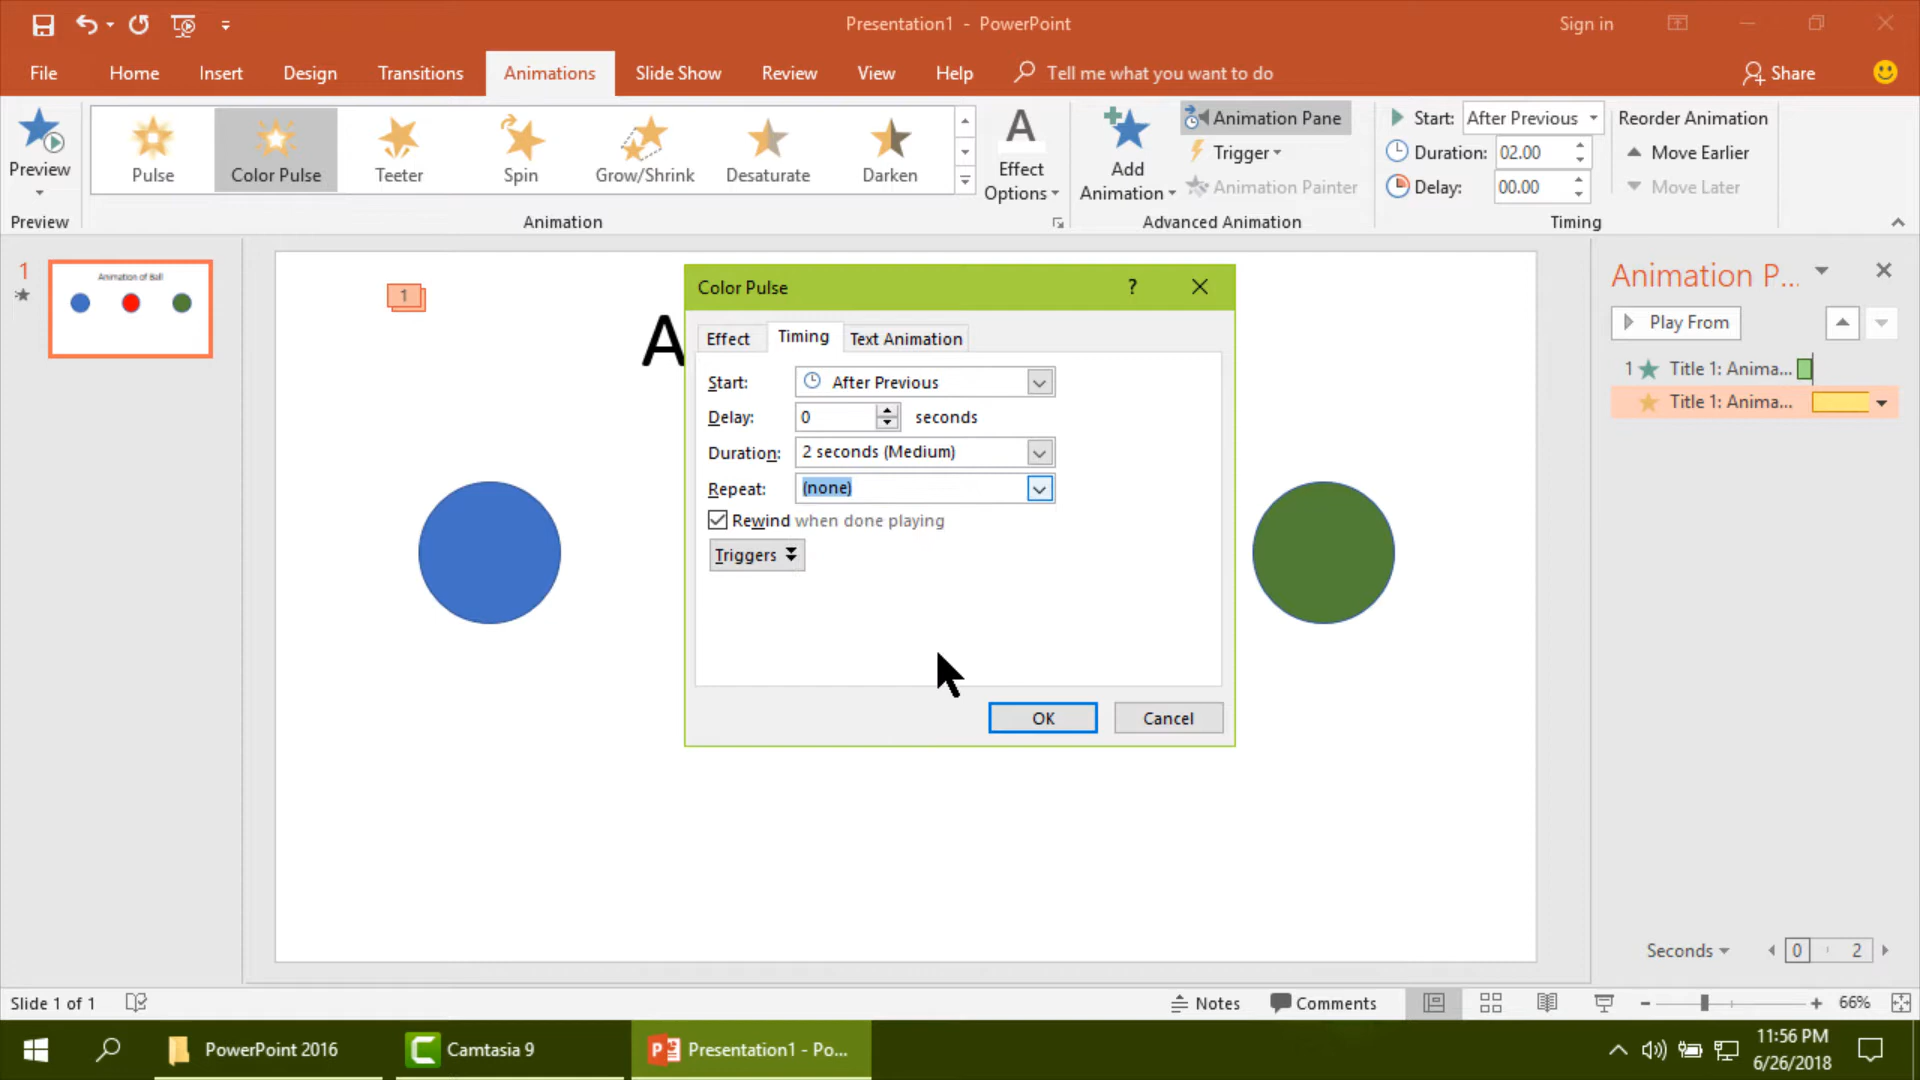 Presentation1 - PowerPoint
Sign in
File Home Insert Design Transitions Animations Slide Show Review View Help Tell me what you want to do Share
Preview
Preview
Pulse Color Pulse Teeter Spin Grow/Shrink Desaturate Darken
Animation
Effect Options
Add Animation
Animation Pane
Trigger
Animation Painter
Advanced Animation
Start: After Previous
Duration: 02.00
Delay: 00.00
Reorder Animation
Move Earlier
Move Later
Timing
1
Animation of Ball
1
A
Color Pulse ?
Effect Timing Text Animation
Start: After Previous
Delay: 0 seconds
Duration: 2 seconds (Medium)
Repeat: (none)
Rewind when done playing
Triggers
OK Cancel
Animation P...
Play From
1 Title 1: Anima...
Title 1: Anima...
Seconds 0 2
Slide 1 of 1
Notes Comments 66%
PowerPoint 2016 Camtasia 9 Presentation1 - Po...
11:56 PM
6/26/2018